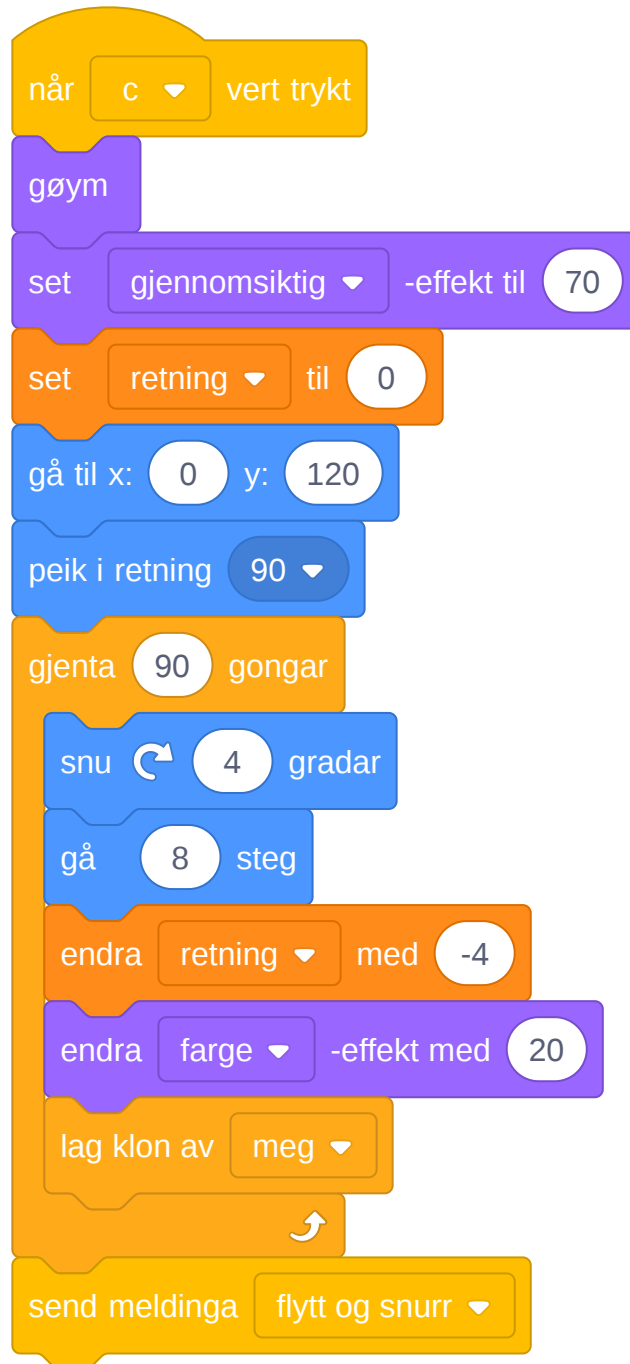 når c vert trykt
gøym
set gjennomsiktig -effekt til 70
set retning til 0
gå til x: 0 y: 120
peik i retning 90
gjenta 90 gongar
snu 4 gradar
gå 8 steg
endra retning med -4
endra farge -effekt med 20
lag klon av meg
send meldinga flytt og snurr